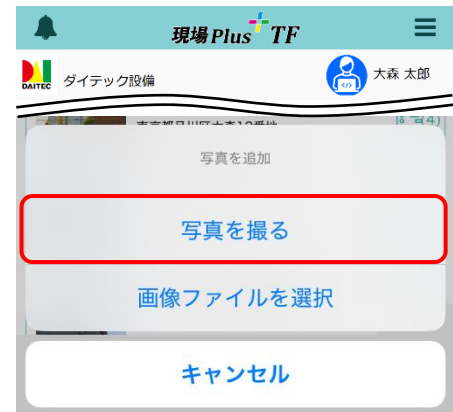 現場Plus+TF
DAITEC ダイテック設備
大森 太郎
写真を追加
写真を撮る
画像ファイルを選択
キャンセル